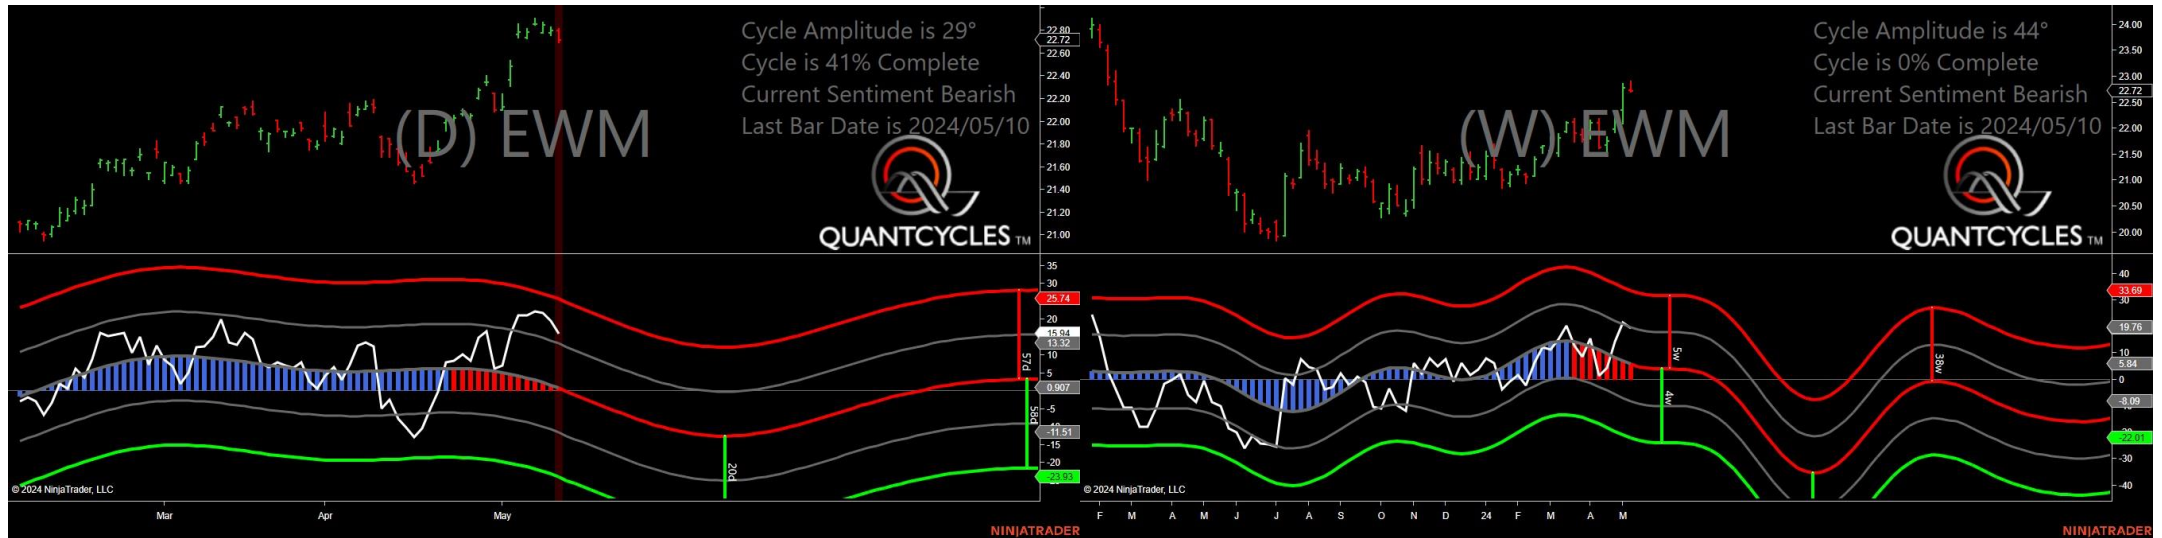 Cycle Amplitude is 29°
Cycle is 41% Complete
Current Sentiment Bearish
Last Bar Date is 2024/05/10
(D) EWM
QUANTCYCLES TM
22.80
22.72
22.60
22.40
22.20
22.00
21.80
21.60
21.40
21.20
21.00
35
25.74
20
15.94
13.32
10
5
0.907
-5
-11.51
-15
-20
-23.93
57d
58d
20d
© 2024 NinjaTrader, LLC
Mar Apr May
NINJATRADER
Cycle Amplitude is 44°
Cycle is 0% Complete
Current Sentiment Bearish
Last Bar Date is 2024/05/10
(W) EWM
QUANTCYCLES TM
24.00
23.50
23.00
22.72
22.50
22.00
21.50
21.00
20.50
20.00
40
33.69
30
19.76
10
5.84
0
-8.09
-22.01
-30
-40
5w
4w
38w
© 2024 NinjaTrader, LLC
F M A M J J A S O N D 24 F M A M
NINJATRADER